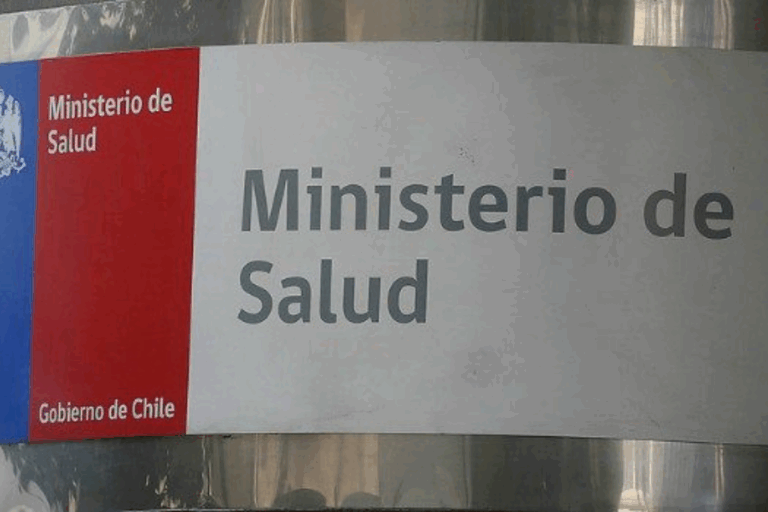 Ministerio de
Salud
Gobierno de Chile
Ministerio de
Salud